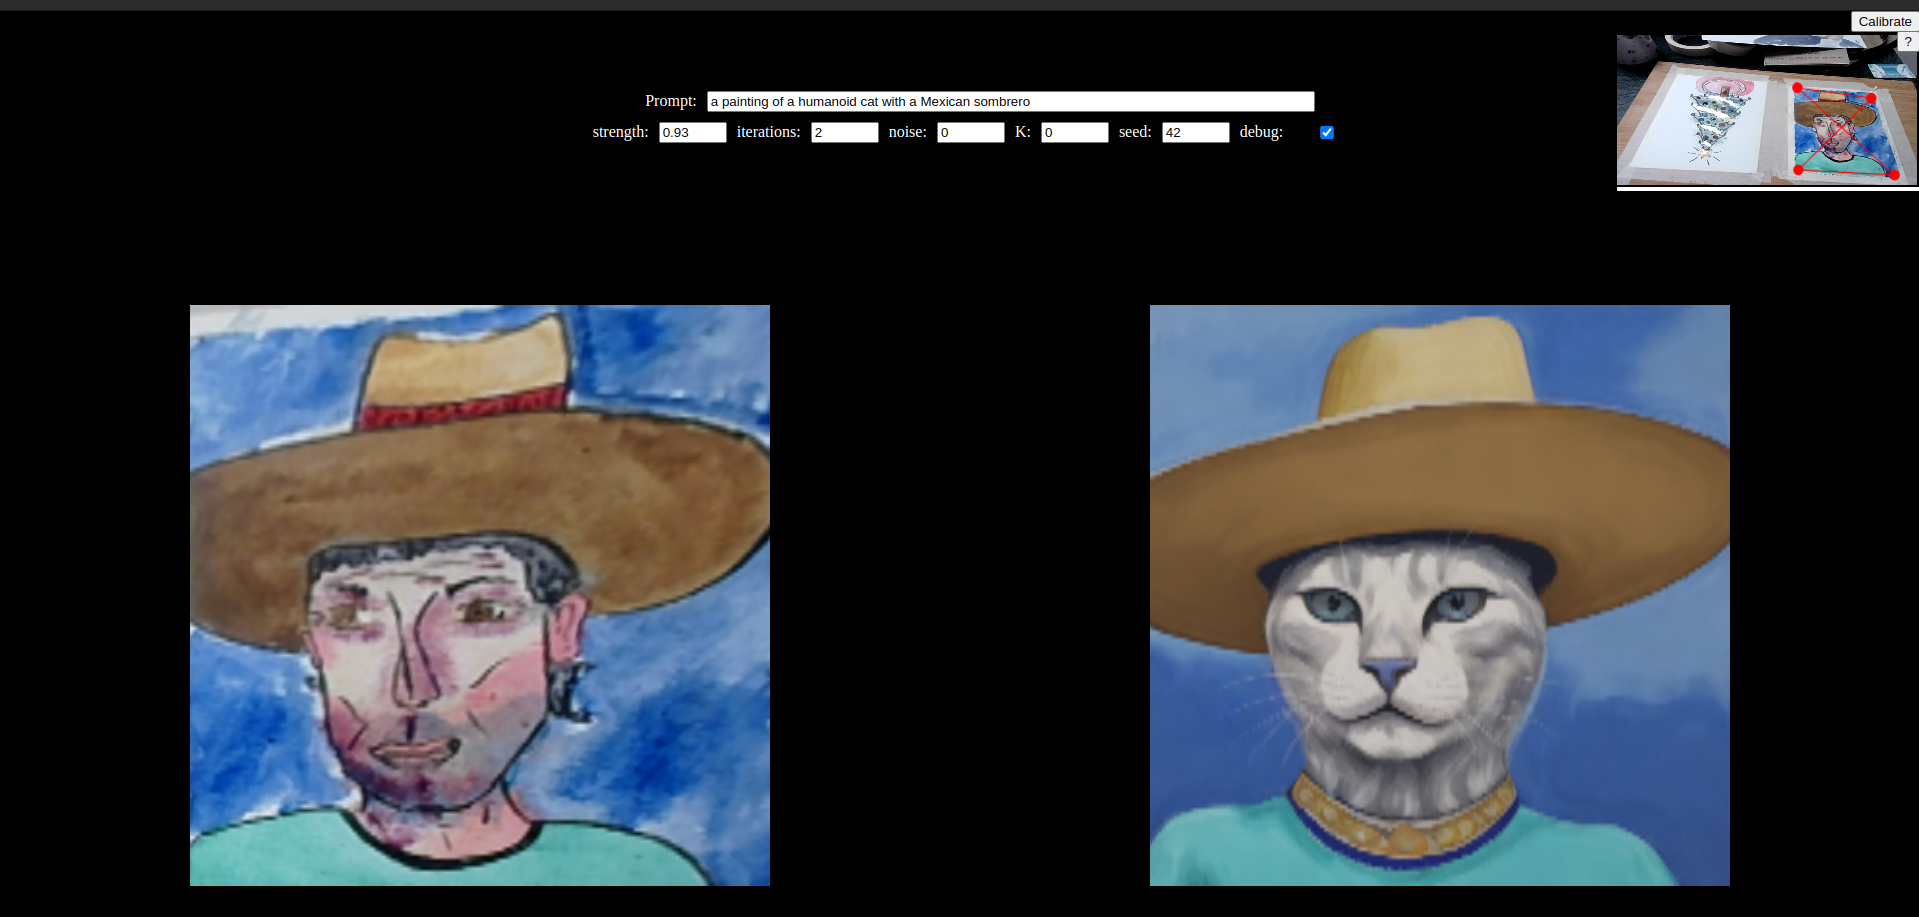 Calibrate
?
Prompt: a painting of a humanoid cat with a Mexican sombrero
strength: 0.93 iterations: 2 noise: 0 K: 0 seed: 42 debug: